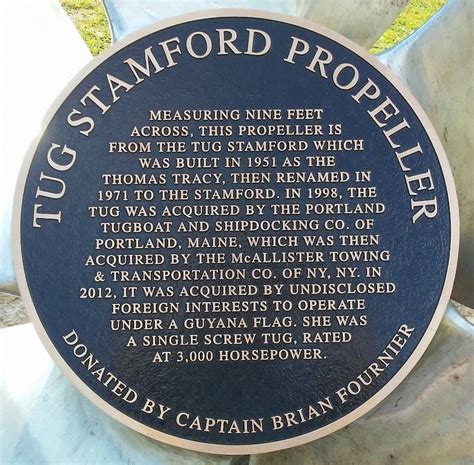 TUG STAMFORD PROPELLER
MEASURING NINE FEET
ACROSS, THIS PROPELLER IS
FROM THE TUG STAMFORD WHICH
WAS BUILT IN 1951 AS THE
THOMAS TRACY, THEN RENAMED IN
1971 TO THE STAMFORD. IN 1998, THE
TUG WAS ACQUIRED BY THE PORTLAND
TUGBOAT AND SHIPDOCKING CO. OF
PORTLAND, MAINE, WHICH WAS THEN
ACQUIRED BY THE McALLISTER TOWING
& TRANSPORTATION CO. OF NY, NY. IN
2012, IT WAS ACQUIRED BY UNDISCLOSED
FOREIGN INTERESTS TO OPERATE
UNDER A GUYANA FLAG. SHE WAS
A SINGLE SCREW TUG, RATED
AT 3,000 HORSEPOWER.
DONATED BY CAPTAIN BRIAN FOURNIER